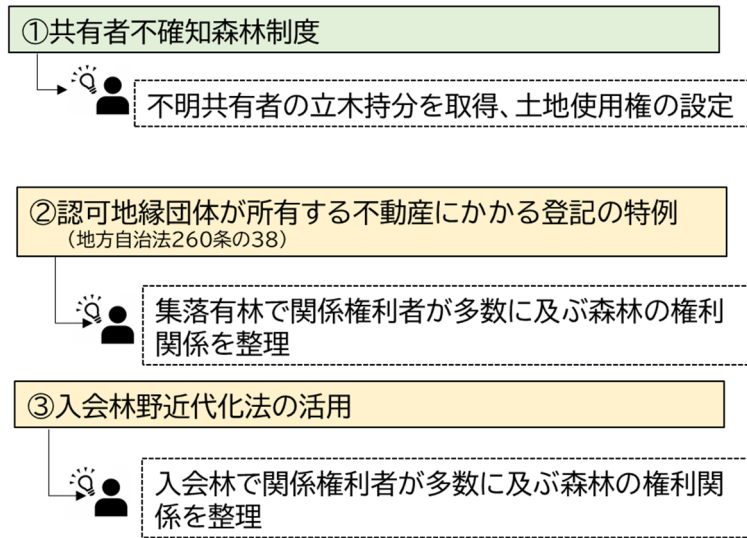 ①共有者不確知森林制度
不明共有者の立木持分を取得、土地使用権の設定
②認可地縁団体が所有する不動産にかかる登記の特例
（地方自治法260条の38）
集落有林で関係権利者が多数に及ぶ森林の権利
関係を整理
③入会林野近代化法の活用
入会林で関係権利者が多数に及ぶ森林の権利関
係を整理